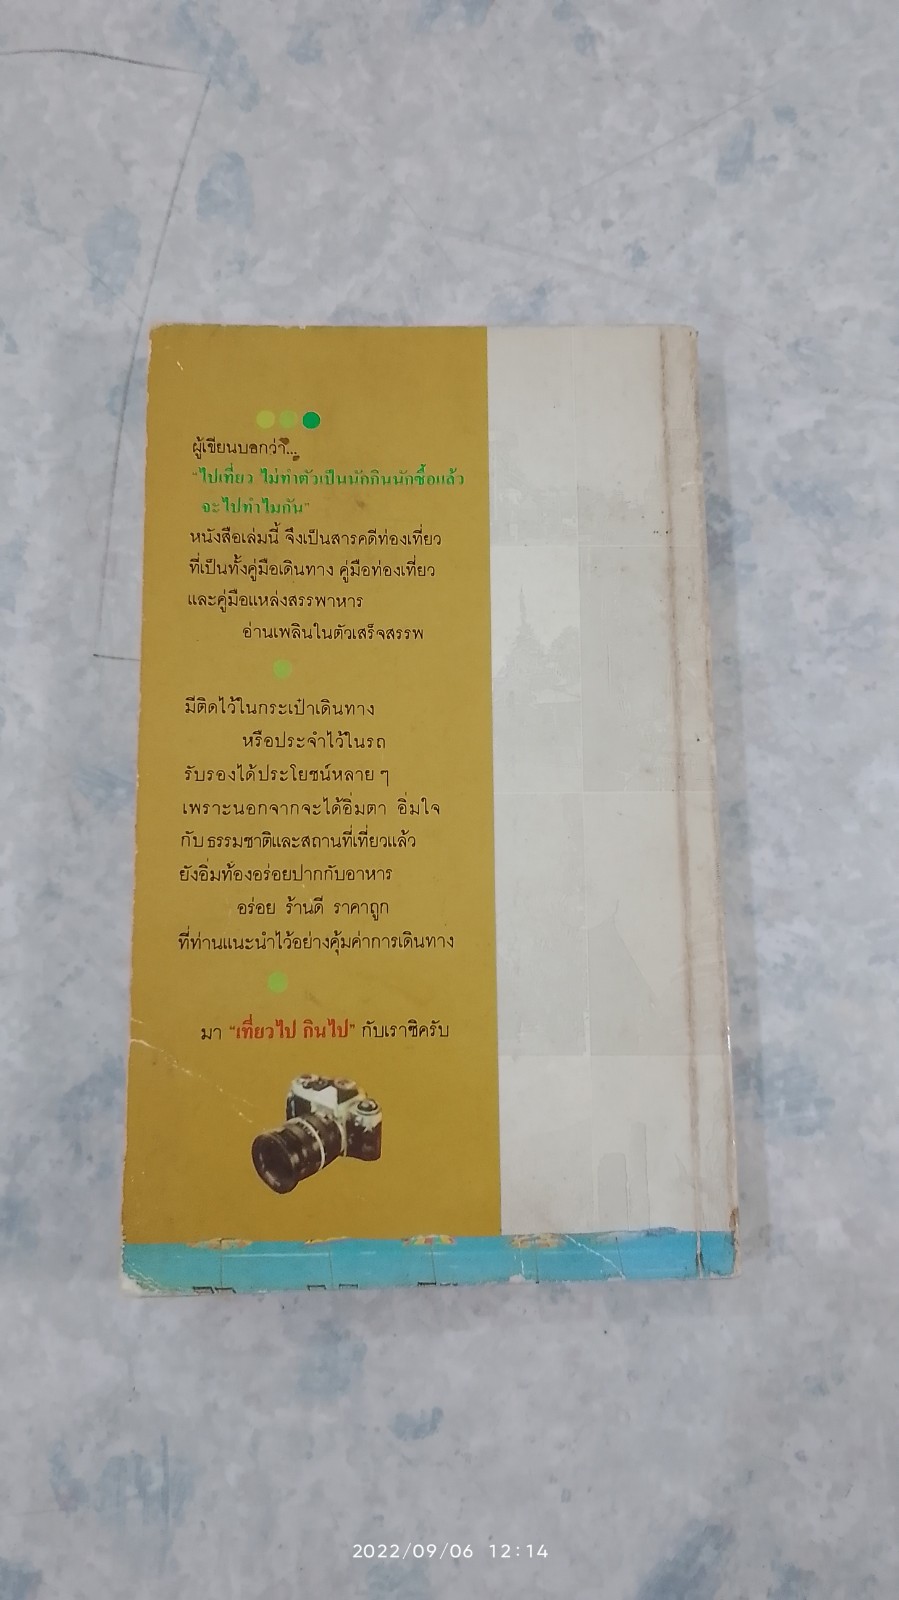 ผู้เขียนบอกว่า...
"ไปเที่ยว ไม่ทำตัวเป็นนักกินนักซื้อแล้ว
จะไปทำไมกัน"
หนังสือเล่มนี้ จึงเป็นสารคดีท่องเที่ยว
ที่เป็นทั้งคู่มือเดินทาง คู่มือท่องเที่ยว
และคู่มือแหล่งสรรพาหาร
อ่านเพลินในตัวเสร็จสรรพ
มีติดไว้ในกระเป๋าเดินทาง
หรือประจำไว้ในรถ
รับรองได้ประโยชน์หลาย ๆ
เพราะนอกจากจะได้อิ่มตา อิ่มใจ
กับธรรมชาติและสถานที่เที่ยวแล้ว
ยังอิ่มท้องอร่อยปากกับอาหาร
อร่อย ร้านดี ราคาถูก
ที่ท่านแนะนำไว้อย่างคุ้มค่าการเดินทาง
มา "เที่ยวไป กินไป" กับเราซิครับ
2022/09/06 12:14